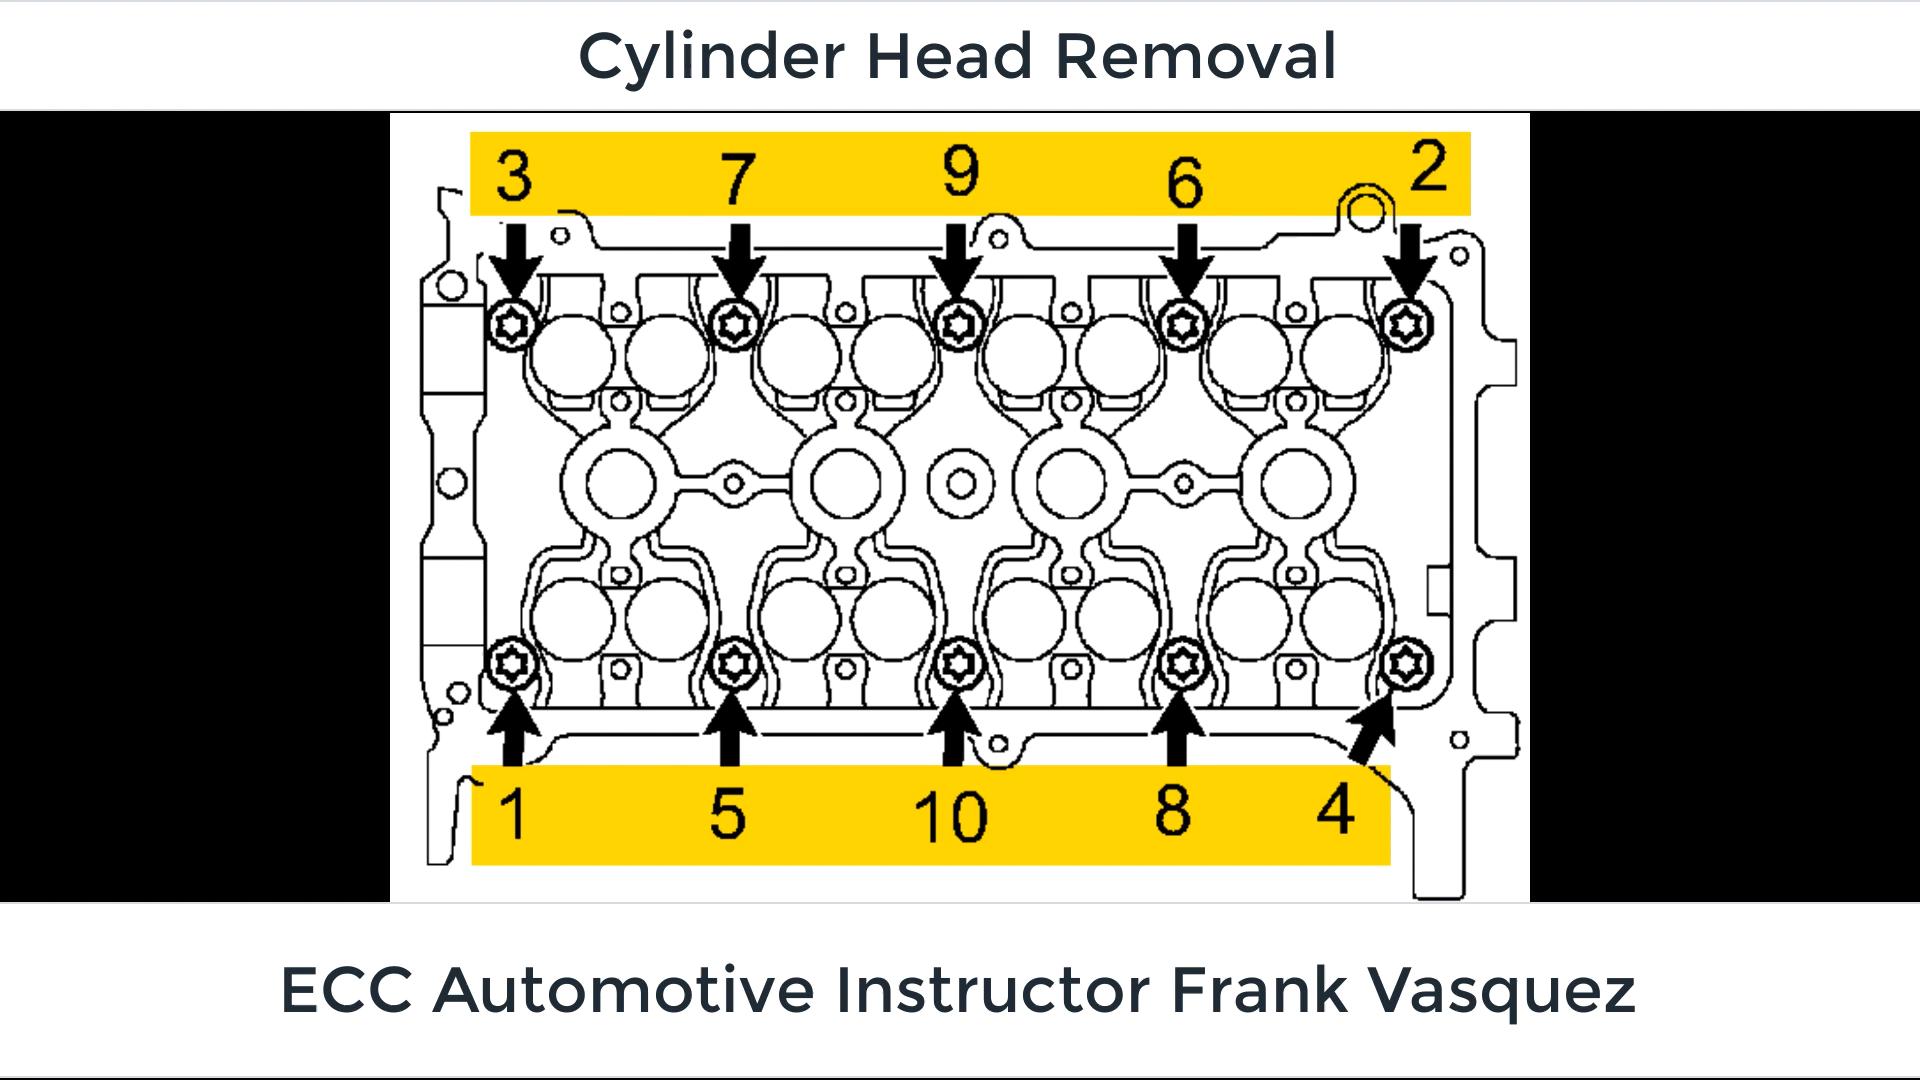 Cylinder Head Removal
3 7 9 6 2
1 5 10 8 4
ECC Automotive Instructor Frank Vasquez